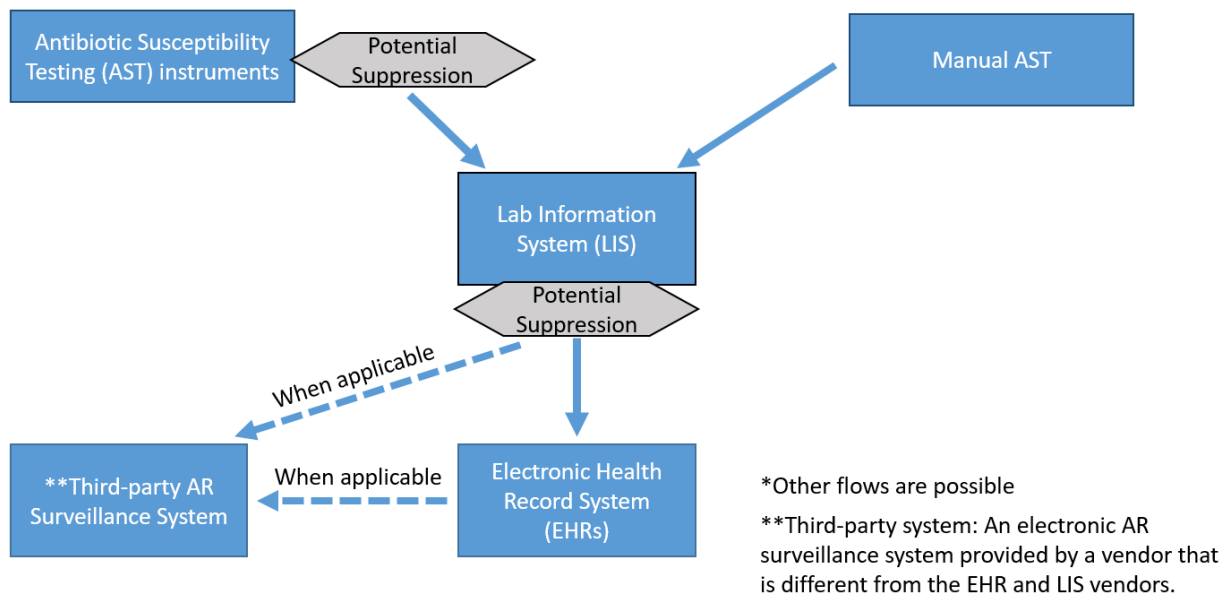 Antibiotic Susceptibility
Testing (AST) instruments
Potential
Suppression
Manual AST
Lab Information
System (LIS)
Potential
Suppression
When applicable
**Third-party AR
Surveillance System
When applicable
Electronic Health
Record System
(EHRs)
*Other flows are possible
**Third-party system: An electronic AR
surveillance system provided by a vendor that
is different from the EHR and LIS vendors.